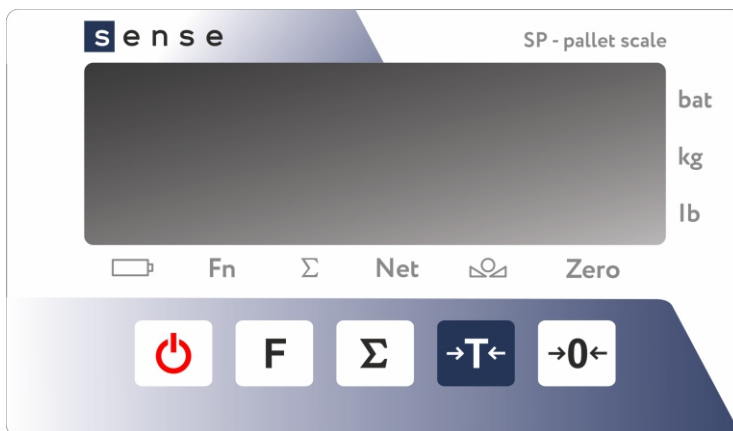 sense
SP - pallet scale
bat
kg
lb
Fn Σ Net Zero
F Σ →T← →0←